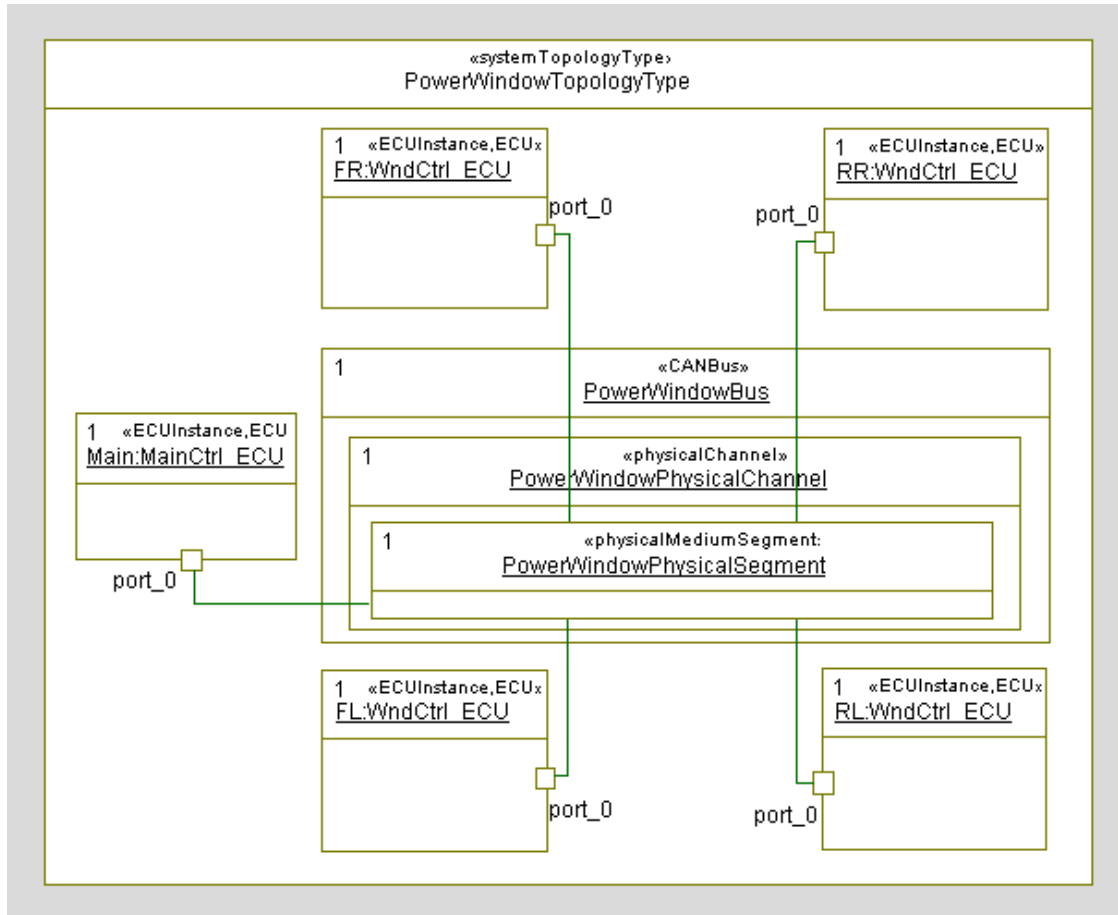 «systemTopologyType›
PowerWindowTopologyType
1 «ECUInstance,ECU»
FR:WndCtrl_ECU
port_0
1 «ECUInstance,ECU»
RR:WndCtrl_ECU
port_0
1 «CANBus»
PowerWindowBus
1 «ECUInstance,ECU
Main:MainCtrl_ECU
port_0
1 «physicalChannel»
PowerWindowPhysicalChannel
1 «physicalMediumSegment:
PowerWindowPhysicalSegment
1 «ECUInstance,ECU»
FL:WndCtrl_ECU
port_0
1 «ECUInstance,ECU»
RL:WndCtrl_ECU
port_0